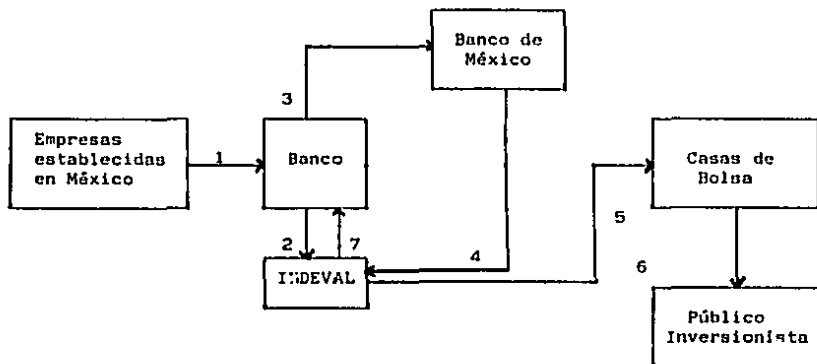 Banco de
México
3
Empresas
establecidas
en México
1
Banco
Casas de
Bolsa
5
2
7
4
INDEVAL
6
Público
Inversionista